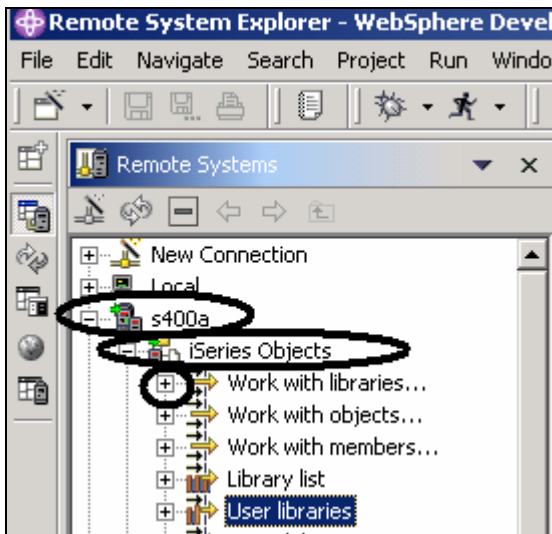 Remote System Explorer - WebSphere Devel
File Edit Navigate Search Project Run Windo
Remote Systems
New Connection
Local
s400a
iSeries Objects
Work with libraries...
Work with objects...
Work with members...
Library list
User libraries